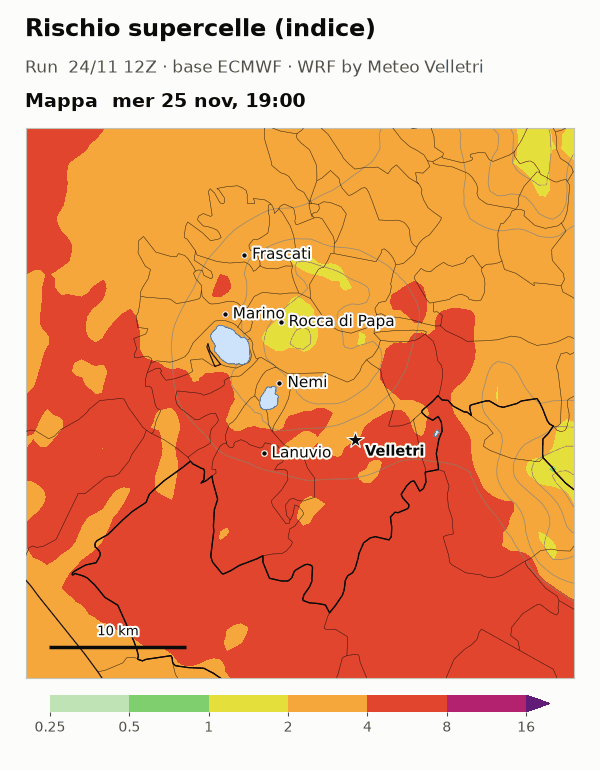 Rischio supercelle (indice)
Run  24/11 12Z · base ECMWF · WRF by Meteo Velletri
Mappa  mer 25 nov, 19:00
Frascati
Marino
Rocca di Papa
Nemi
Velletri
Lanuvio
10 km
0.25 0.5 1 2 4 8 16